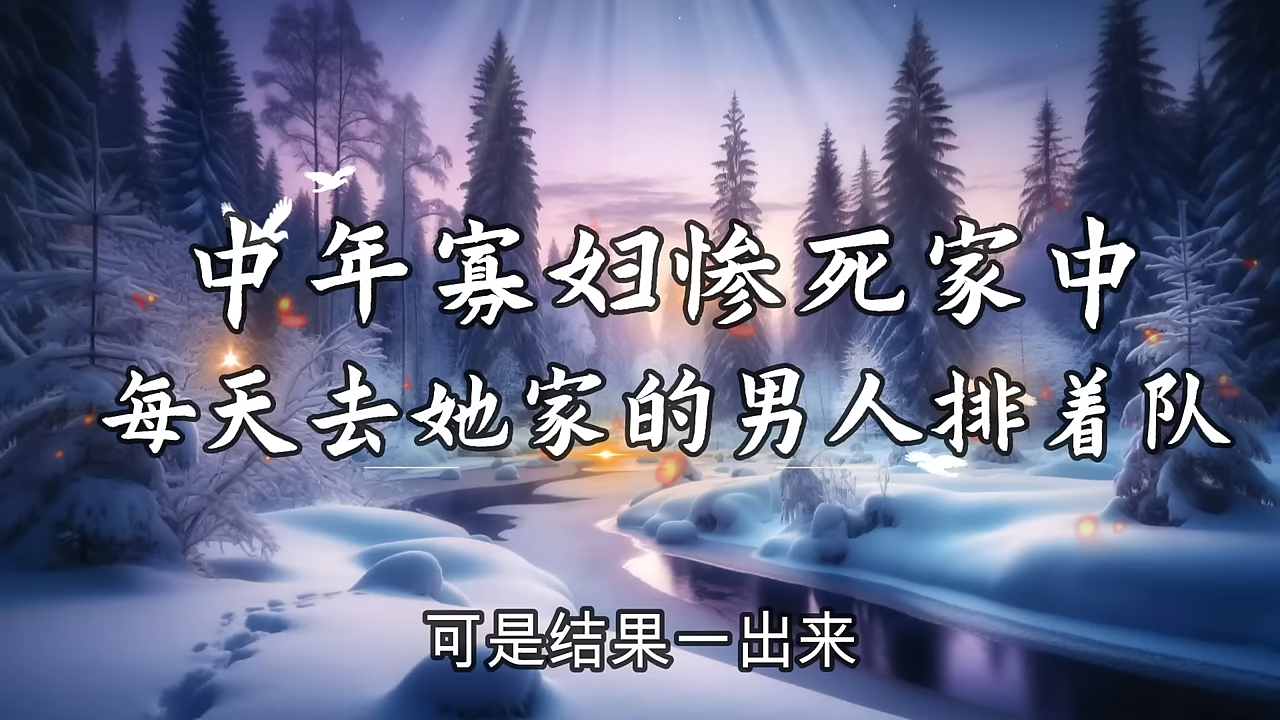 中年寡妇惨死家中
每天去她家的男人排着队
可是结果一出来